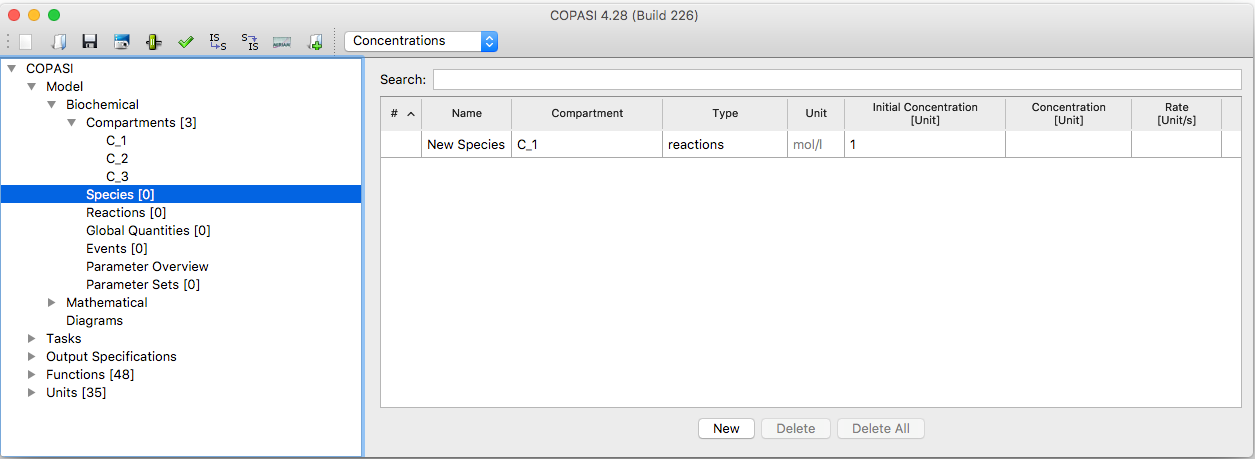 COPASI 4.28 (Build 226)
IS S
S IS
MIRIAM
Concentrations
COPASI
Model
Biochemical
Compartments [3]
C_1
C_2
C_3
Species [0]
Reactions [0]
Global Quantities [0]
Events [0]
Parameter Overview
Parameter Sets [0]
Mathematical
Diagrams
Tasks
Output Specifications
Functions [48]
Units [35]
Search:
# Name Compartment Type Unit Initial Concentration [Unit] Concentration [Unit] Rate [Unit/s]
New Species C_1 reactions mol/l 1
New Delete Delete All